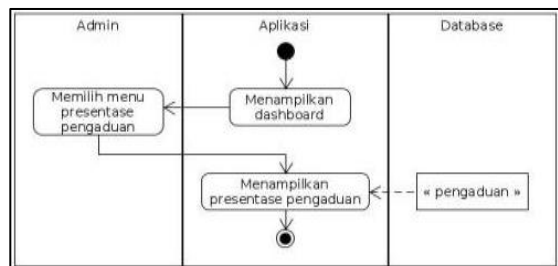 Admin
Aplikasi
Database
Memilih menu
presentase
pengaduan
Menampilkan
dashboard
Menampilkan
presentase pengaduan
« pengaduan »